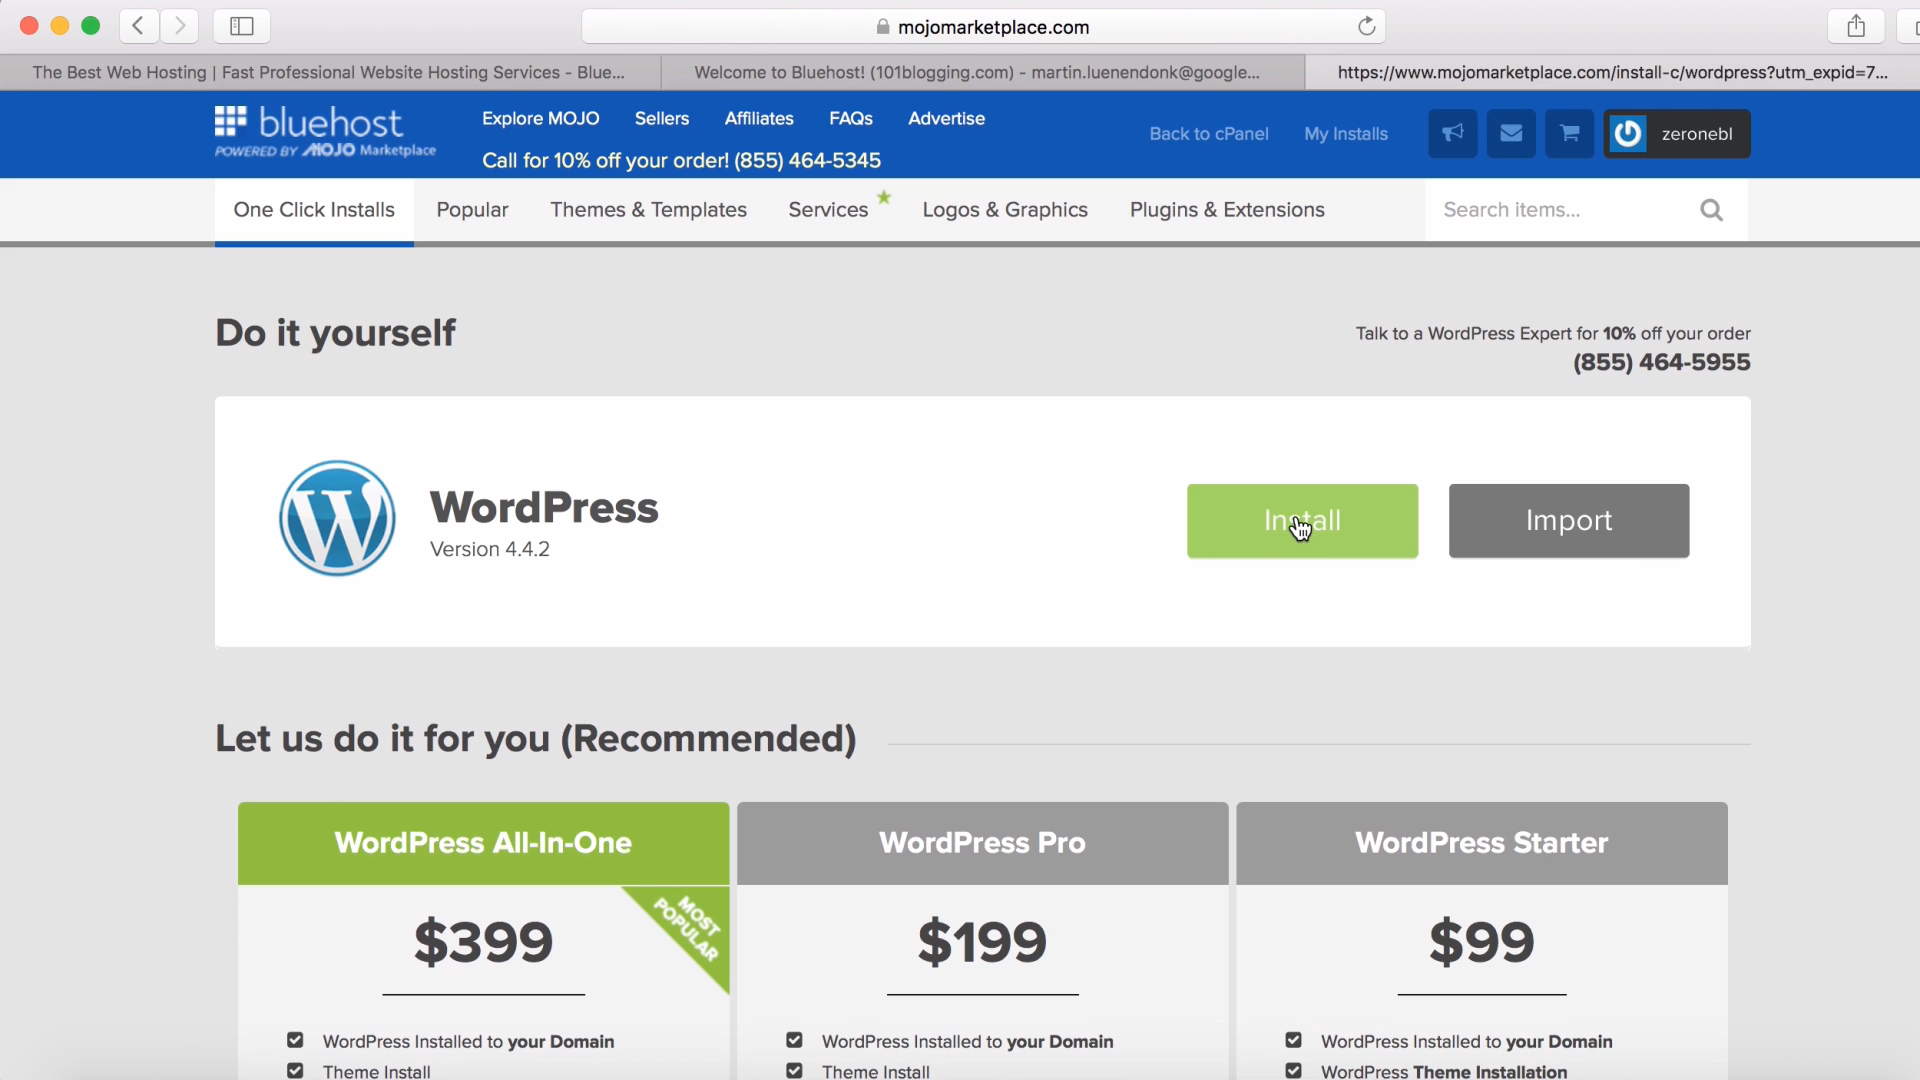 mojomarketplace.com
The Best Web Hosting | Fast Professional Website Hosting Services - Blue...
Welcome to Bluehost! (101blogging.com) - martin.luenendonk@google...
https://www.mojomarketplace.com/install-c/wordpress?utm_expid=7...
bluehost
POWERED BY MOJO Marketplace
Explore MOJO Sellers Affiliates FAQs Advertise
Call for 10% off your order! (855) 464-5345
Back to cPanel My Installs
zeronebl
One Click Installs Popular Themes & Templates Services Logos & Graphics Plugins & Extensions
Search items...
Do it yourself
Talk to a WordPress Expert for 10% off your order
(855) 464-5955
WordPress
Version 4.4.2
Install
Import
Let us do it for you (Recommended)
WordPress All-In-One
MOST
POPULAR
$399
WordPress Installed to your Domain
Theme Install
WordPress Pro
$199
WordPress Installed to your Domain
Theme Install
WordPress Starter
$99
WordPress Installed to your Domain
WordPress Theme Installation